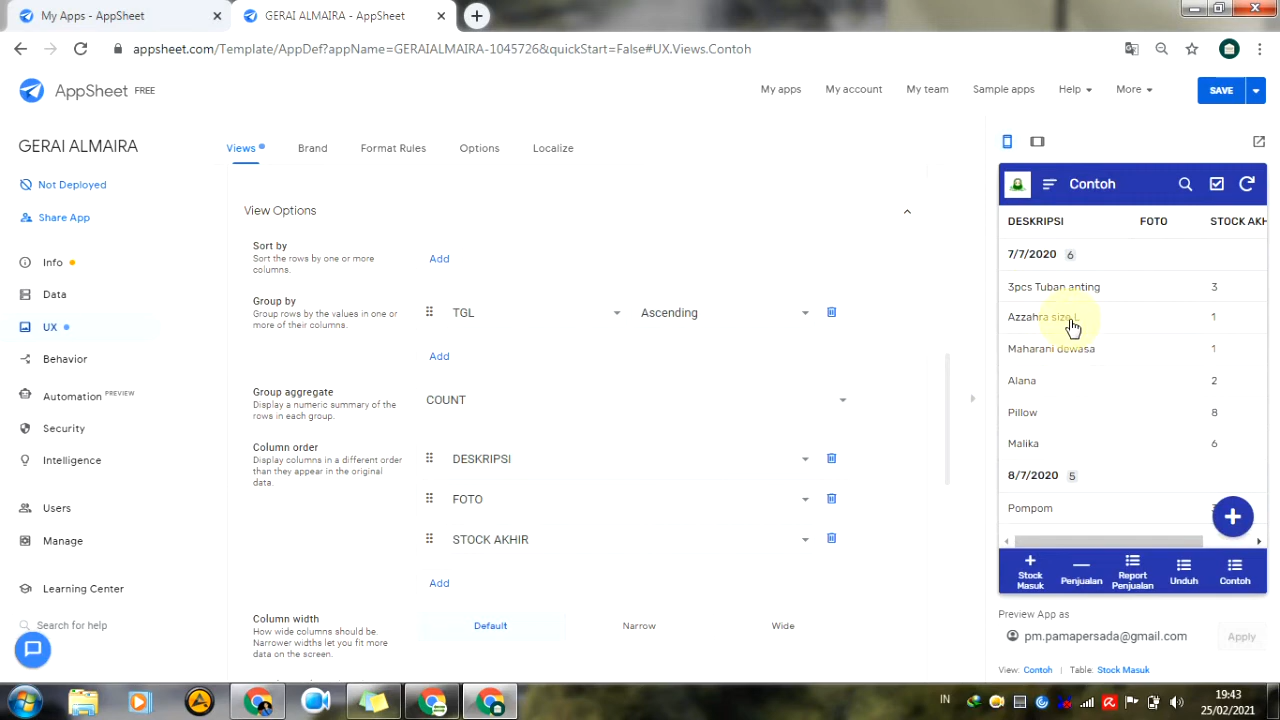 My Apps - AppSheet
GERAI ALMAIRA - AppSheet
appsheet.com/Template/AppDef?appName=GERAIALMAIRA-1045726&quickStart=False#UX.Views.Contoh
AppSheet FREE
My apps
My account
My team
Sample apps
Help
More
SAVE
GERAI ALMAIRA
Not Deployed
Share App
Info
Data
UX
Behavior
Automation PREVIEW
Security
Intelligence
Users
Manage
Learning Center
Search for help
Views
Brand
Format Rules
Options
Localize
View Options
Sort by
Sort the rows by one or more
columns.
Add
Group by
Group rows by the values in one or
more of their columns.
TGL
Ascending
Add
Group aggregate
Display a numeric summary of the
rows in each group.
COUNT
Column order
Display columns in a different order
than they appear in the original
data.
DESKRIPSI
FOTO
STOCK AKHIR
Add
Column width
How wide columns should be.
Narrower widths let you fit more
data on the screen.
Default
Narrow
Wide
Contoh
DESKRIPSI FOTO STOCK AKH
7/7/2020 6
3pcs Tuban anting 3
Azzahra size L 1
Maharani dewasa 1
Alana 2
Pillow 8
Malika 6
8/7/2020 5
Pompom
Stock
Masuk
Penjualan
Report
Penjualan
Unduh
Contoh
Preview App as
pm.pamapersada@gmail.com
Apply
View: Contoh Table: Stock Masuk
IN
19:43
25/02/2021